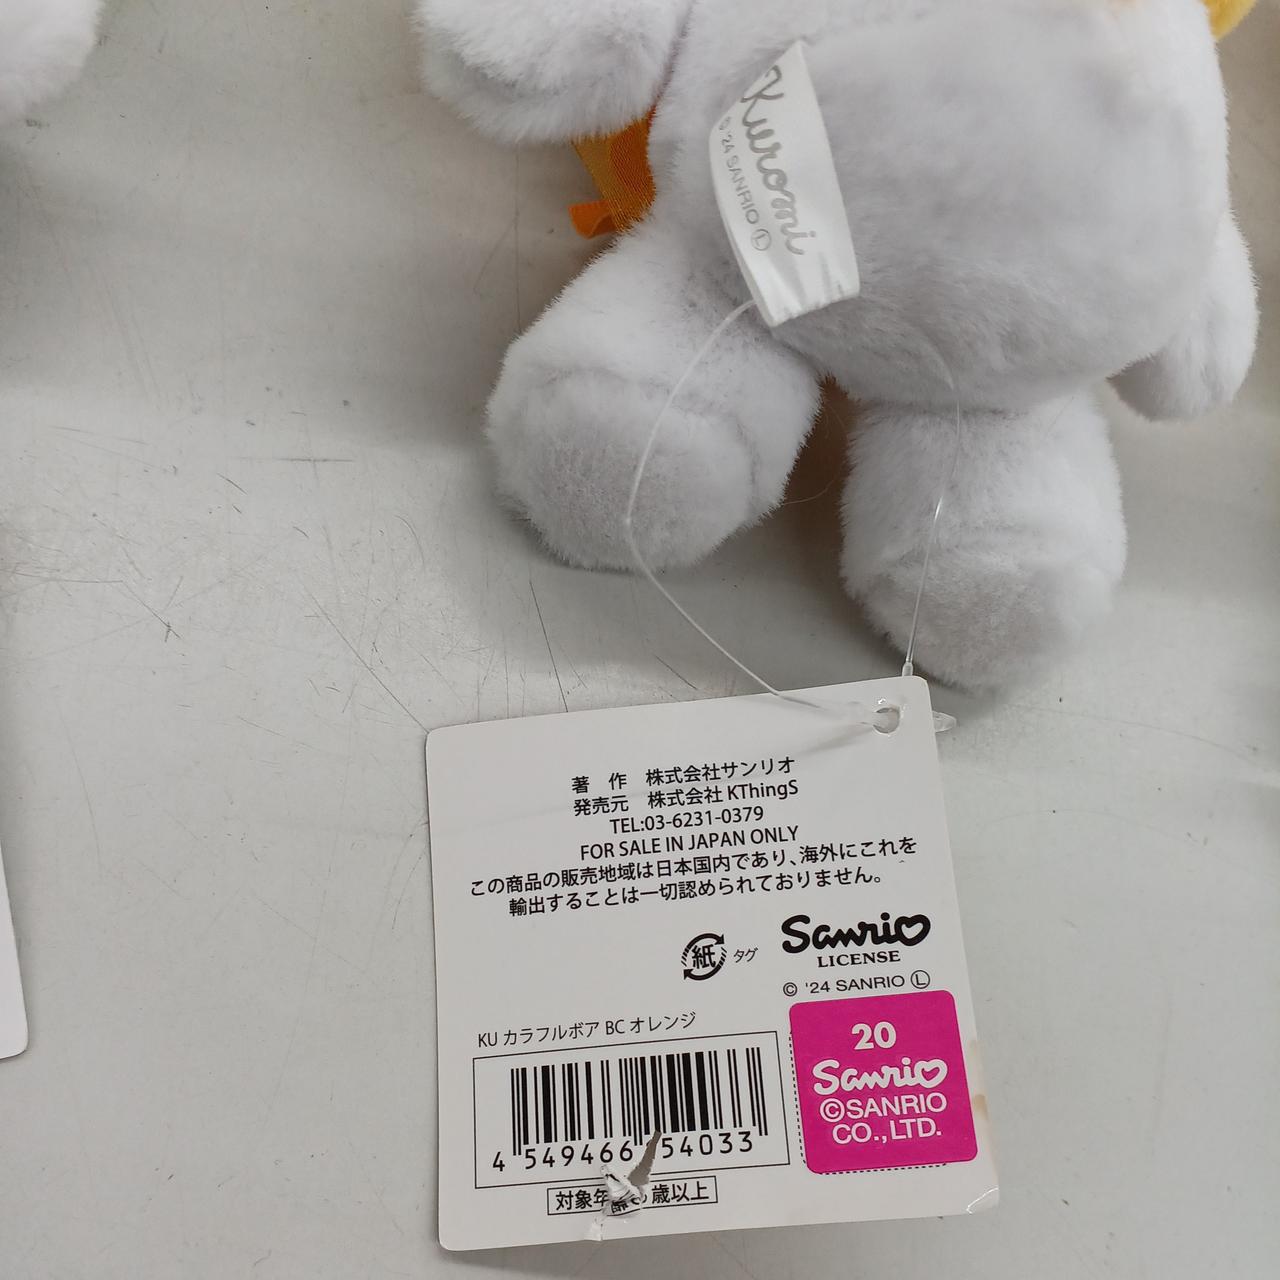 Kuromi
© '24 SANRIO Ⓛ
著 作 株式会社サンリオ
発売元 株式会社 KThingS
TEL:03-6231-0379
FOR SALE IN JAPAN ONLY
この商品の販売地域は日本国内であり、海外にこれを
輸出することは一切認められておりません。
紙 タグ
Sanrio
LICENSE
© '24 SANRIO Ⓛ
KU カラフルボア BC オレンジ
4 549466 54033
対象年齢 歳以上
20
Sanrio
©SANRIO
CO.,LTD.